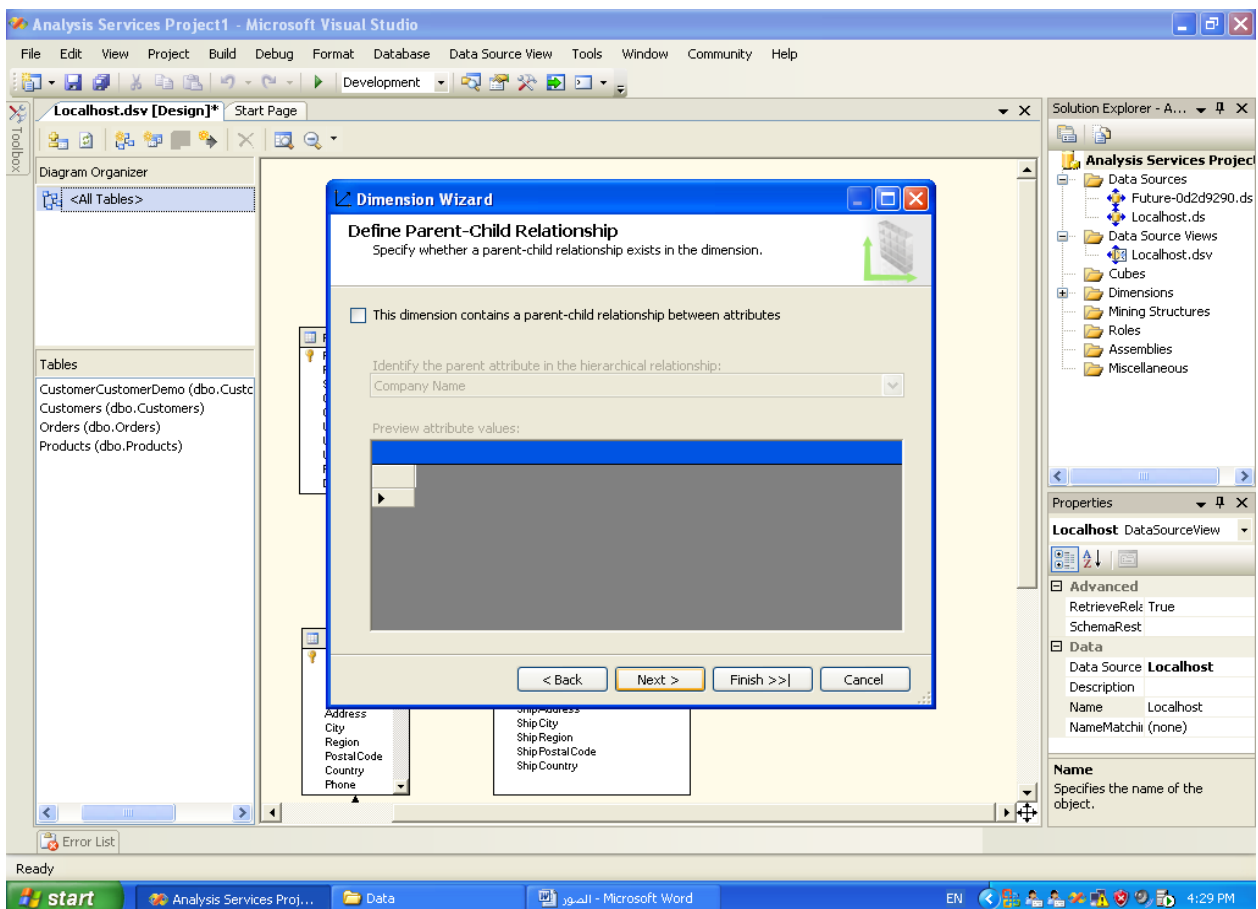 Analysis Services Project1 - Microsoft Visual Studio
File Edit View Project Build Debug Format Database Data Source View Tools Window Community Help
Development
Toolbox
Localhost.dsv [Design]* Start Page
Diagram Organizer
<All Tables>
Tables
CustomerCustomerDemo (dbo.Custc
Customers (dbo.Customers)
Orders (dbo.Orders)
Products (dbo.Products)
Dimension Wizard
Define Parent-Child Relationship
Specify whether a parent-child relationship exists in the dimension.
This dimension contains a parent-child relationship between attributes
Identify the parent attribute in the hierarchical relationship:
Company Name
Preview attribute values:
< Back Next > Finish >>| Cancel
Address
City
Region
PostalCode
Country
Phone
ShipAddress
ShipCity
ShipRegion
ShipPostalCode
ShipCountry
Solution Explorer - A...
Analysis Services Projec
Data Sources
Future-0d2d9290.ds
Localhost.ds
Data Source Views
Localhost.dsv
Cubes
Dimensions
Mining Structures
Roles
Assemblies
Miscellaneous
Properties
Localhost DataSourceView
Advanced
RetrieveRela True
SchemaRest
Data
Data Source Localhost
Description
Name Localhost
NameMatchin (none)
Name
Specifies the name of the
object.
Error List
Ready
start Analysis Services Proj... Data الصور - Microsoft Word EN 4:29 PM